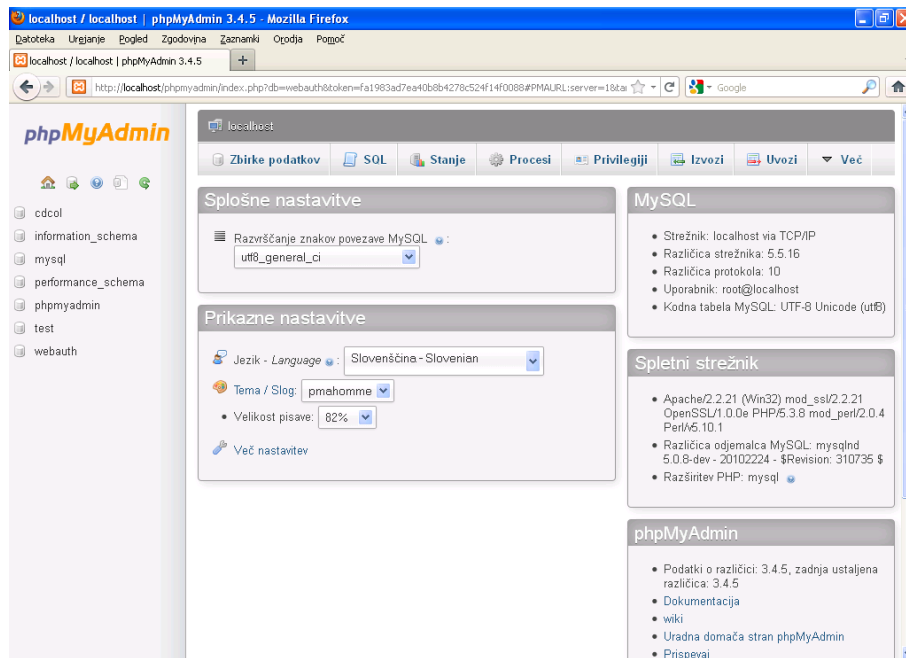 localhost / localhost | phpMyAdmin 3.4.5 - Mozilla Firefox
Datoteka Urejanje Pogled Zgodovina Zaznamki Orodja Pomoč
localhost / localhost | phpMyAdmin 3.4.5 +
http://localhost/phpmyadmin/index.php?db=webauth&token=fa1983ad7ea40b8b4278c524f14f0088#PMAURL:server=1&tar Google
phpMyAdmin
cdcol
information_schema
mysql
performance_schema
phpmyadmin
test
webauth
localhost
Zbirke podatkov SQL Stanje Procesi Privilegiji Izvozi Uvozi Več
Splošne nastavitve
Razvrščanje znakov povezave MySQL :
utf8_general_ci
Prikazne nastavitve
Jezik - Language : Slovenščina - Slovenian
Tema / Slog: pmahomme
Velikost pisave: 82%
Več nastavitev
MySQL
Strežnik: localhost via TCP/IP
Različica strežnika: 5.5.16
Različica protokola: 10
Uporabnik: root@localhost
Kodna tabela MySQL: UTF-8 Unicode (utf8)
Spletni strežnik
Apache/2.2.21 (Win32) mod_ssl/2.2.21
OpenSSL/1.0.0e PHP/5.3.8 mod_perl/2.0.4
Perl/v5.10.1
Različica odjemalca MySQL: mysqlnd
5.0.8-dev - 20102224 - $Revision: 310735 $
Razširitev PHP: mysql
phpMyAdmin
Podatki o različici: 3.4.5, zadnja ustaljena
različica: 3.4.5
Dokumentacija
wiki
Uradna domača stran phpMyAdmin
Prispevaj